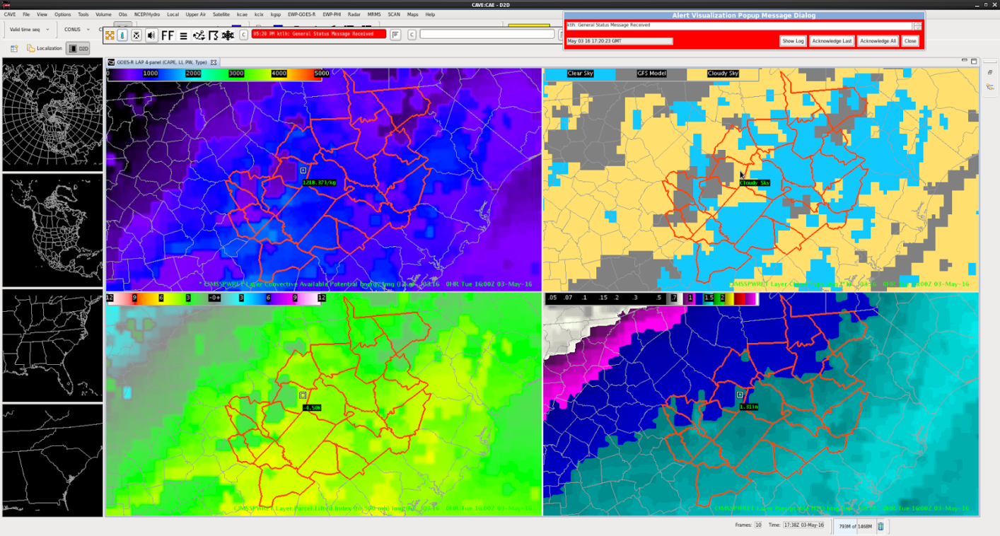 CAVE:CAE - D2D
CAVE File View Options Tools Volume Obs NCEP/Hydro Local Upper Air Satellite kcae kclx kgsp EWP-GOES-R EWP-PHI Radar MRMS SCAN Maps Help
Alert Visualization Popup Message Dialog
ktlh: General Status Message Received
May 03 16 17:20:23 GMT
Show Log Acknowledge Last Acknowledge All Close
Valid time seq CONUS
FF C 05:20 PM ktlh: General Status Message Received C
Localization D2D
GOES-R LAP 4-panel (CAPE, LI, PW, Type)
0 1000 2000 3000 4000 5000
Clear Sky GFS Model Cloudy Sky
1218.37J/kg
Cloudy Sky
CIMSSPWRET Layer Convective Available Potential Energy Img 0HR Tue 16:00Z 03-May-16
CIMSSPWRET Layer 0HR Tue 16:00Z 03-May-16
12 9 6 3 -0+ 3 6 9 12
.05 .07 .1 .15 .2 .3 .5 .7 1 1.5 2
-4.50K
1.31in
CIMSSPWRET Layer Parcel Lifted Index (to 500 mb) Img 0HR Tue 16:00Z 03-May-16
CIMSSPWRET Layer 0HR Tue 16:00Z 03-May-16
Frames: 10 Time: 17:38Z 03-May-16 793M of 1468M